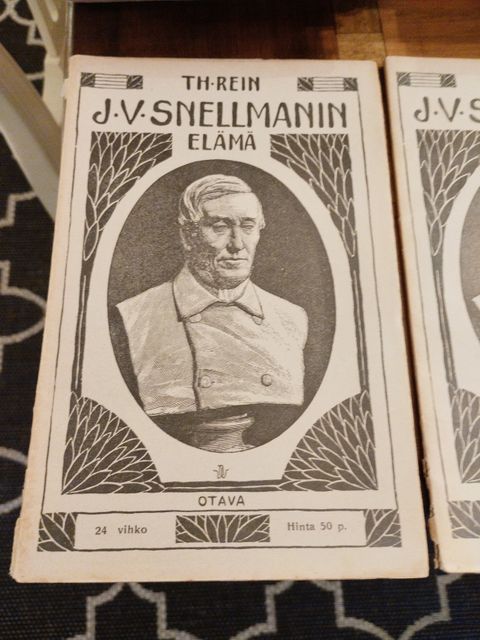 TH·REIN
J·V·SNELLMANIN
ELÄMÄ
OTAVA
24 vihko
Hinta 50 p.
J·V·S